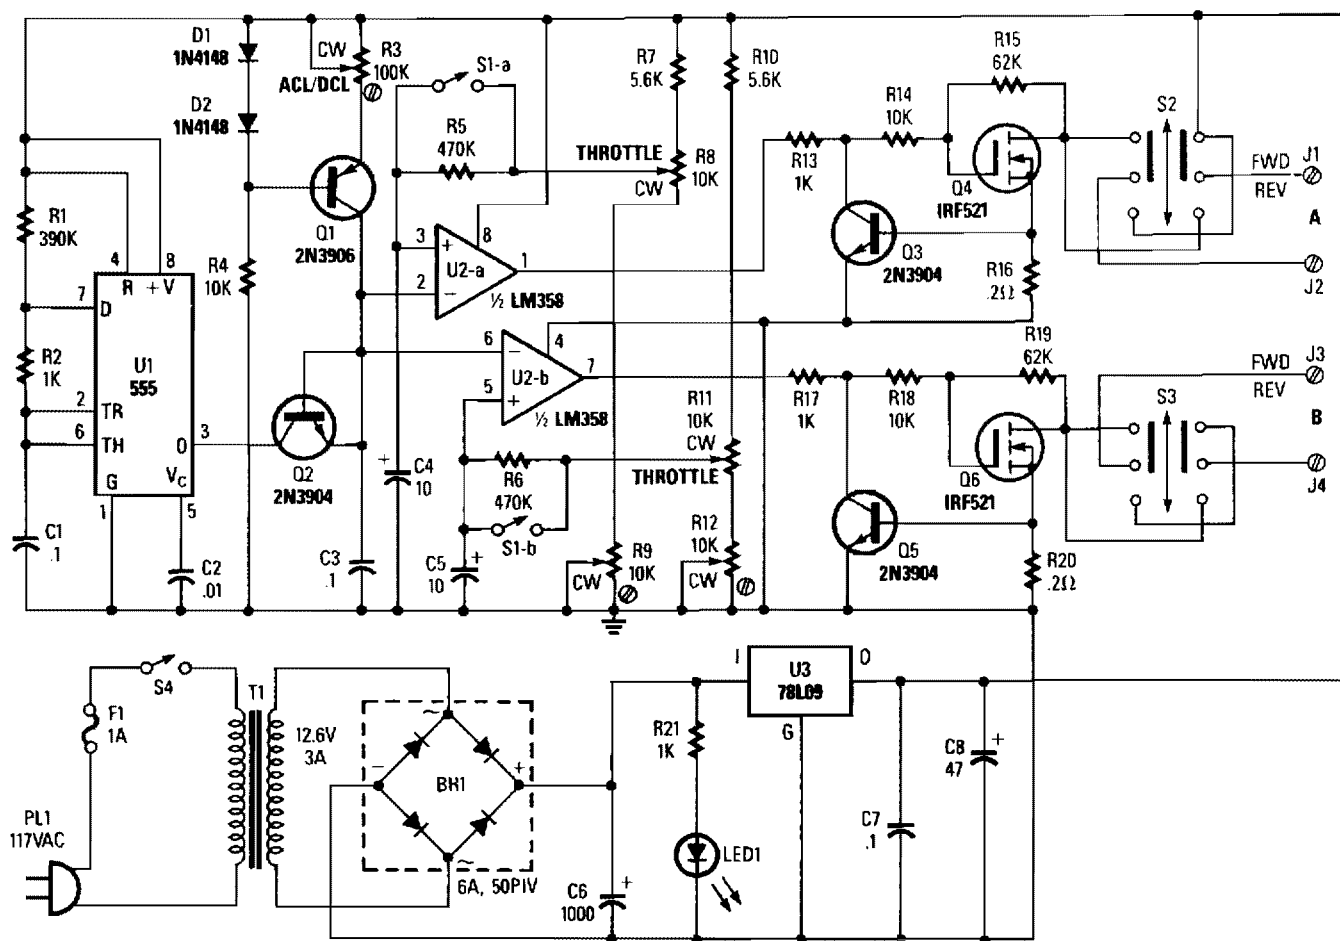 D1
1N4148
D2
1N4148
CW
R3
100K
ACL/DCL
S1-a
R5
470K
THROTTLE
CW
R7
5.6K
R8
10K
R10
5.6K
R13
1K
R14
10K
R15
62K
Q4
IRF521
S2
FWD
REV
J1
A
J2
R1
390K
4
8
R
+V
R4
10K
Q1
2N3906
3
+
8
U2-a
1
2
−
½ LM358
Q3
2N3904
R16
.2Ω
7
D
R2
1K
U1
555
2
TR
6
TH
O
3
G
VC
1
5
Q2
2N3904
6
−
4
U2-b
7
5
+
½ LM358
R11
10K
CW
THROTTLE
R17
1K
R18
10K
R19
62K
Q6
IRF521
S3
J3
FWD
REV
B
J4
C1
.1
C2
.01
C3
.1
+
C4
10
R6
470K
S1-b
C5
10
+
R9
10K
CW
R12
10K
CW
Q5
2N3904
R20
.2Ω
S4
F1
1A
PL1
117VAC
T1
12.6V
3A
~
−
BR1
+
~
6A, 50PIV
C6
1000
+
R21
1K
LED1
I
U3
78L09
O
G
C7
.1
C8
47
+